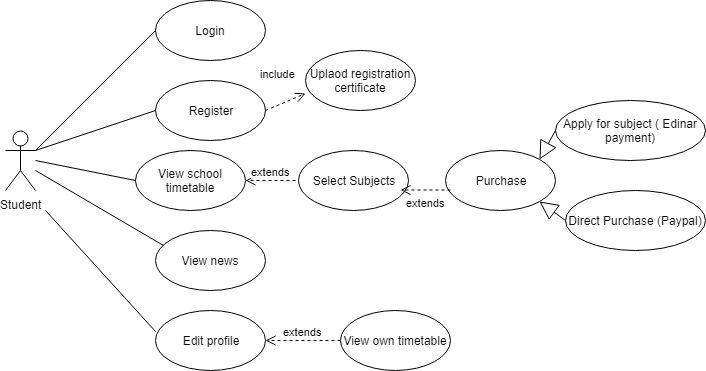 Login
include
Uplaod registration
certificate
Register
Apply for subject ( Edinar
payment)
View school
timetable
extends
Select Subjects
extends
Purchase
Student
Direct Purchase (Paypal)
View news
Edit profile
extends
View own timetable